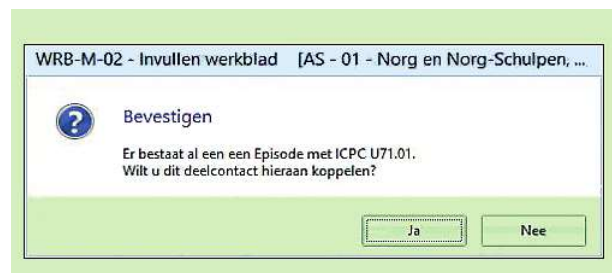 WRB-M-02 - Invullen werkblad [AS - 01 - Norg en Norg-Schulpen, ...
Bevestigen
Er bestaat al een een Episode met ICPC U71.01.
Wilt u dit deelcontact hieraan koppelen?
Ja Nee